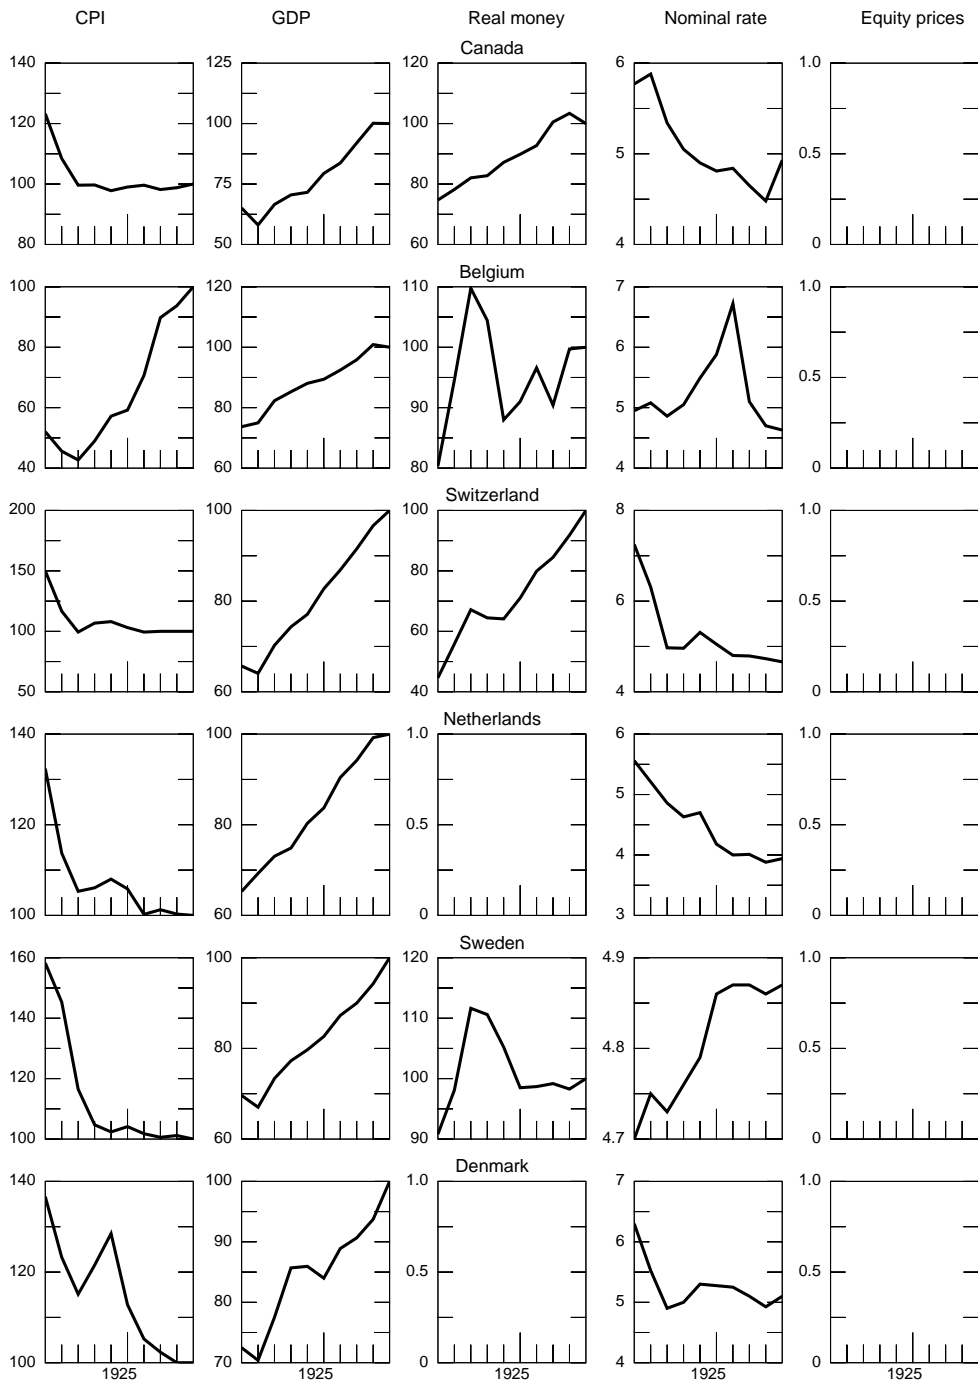 CPI GDP Real money Nominal rate Equity prices
Canada
140 125 120 6 1.0
120 100 100
100 80 5 0.5
75
80 50 60 4 0
Belgium
100 120 110 7 1.0
80 100 100 6
0.5
60 80 90 5
40 60 80 4 0
Switzerland
200 100 100 8 1.0
150 80
80 6 0.5
100 60
50 60 40 4 0
Netherlands
140 100 1.0 6 1.0
5
120 80 0.5 0.5
4
100 60 0 3 0
Sweden
160 100 120 4.9 1.0
140 110
80 4.8 0.5
120 100
100 60 90 4.7 0
Denmark
140 100 1.0 7 1.0
90 6
120 0.5 0.5
80 5
100 70 0 4 0
1925 1925 1925 1925 1925